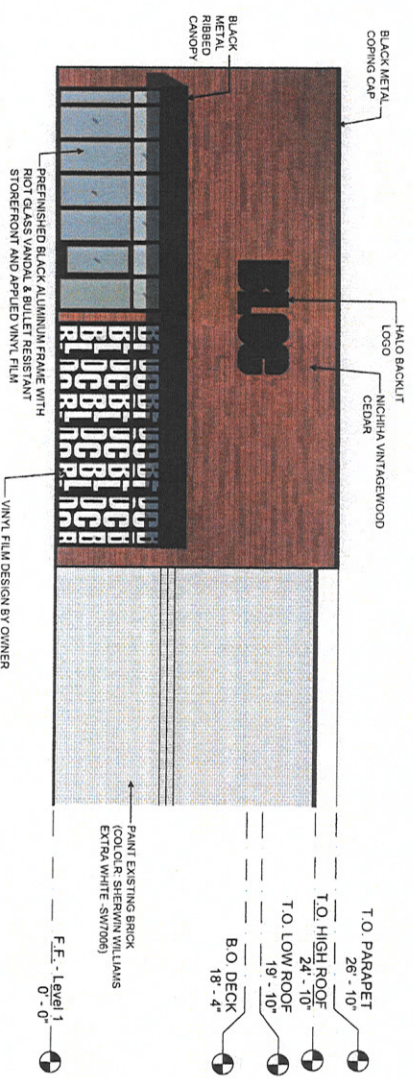 BLACK METAL
COPING CAP
BLACK
METAL
RIBBED
CANOPY
HALO BACKLIT
LOGO
NICHIHA VINTAGEWOOD
CEDAR
BLOC
PREFINISHED BLACK ALUMINUM FRAME WITH
RIOT GLASS VANDAL & BULLET RESISTANT
STOREFRONT AND APPLIED VINYL FILM
VINYL FILM DESIGN BY OWNER
PAINT EXISTING BRICK
(COLOLR: SHERWIN WILLIAMS
EXTRA WHITE -SW7006)
T.O. PARAPET
26' - 10"
T.O. HIGH ROOF
24' - 10"
T.O. LOW ROOF
19' - 10"
B.O. DECK
18' - 4"
F.F. - Level 1
0' - 0"